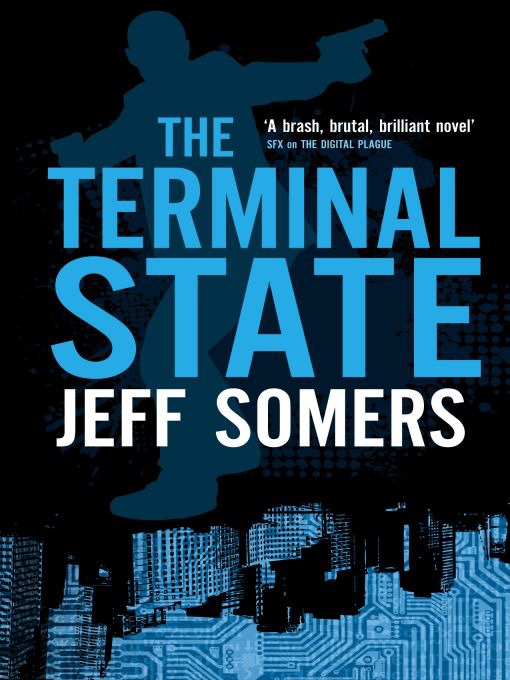 THE
'A brash, brutal, brilliant novel'
SFX on THE DIGITAL PLAGUE
TERMINAL
STATE
JEFF SOMERS